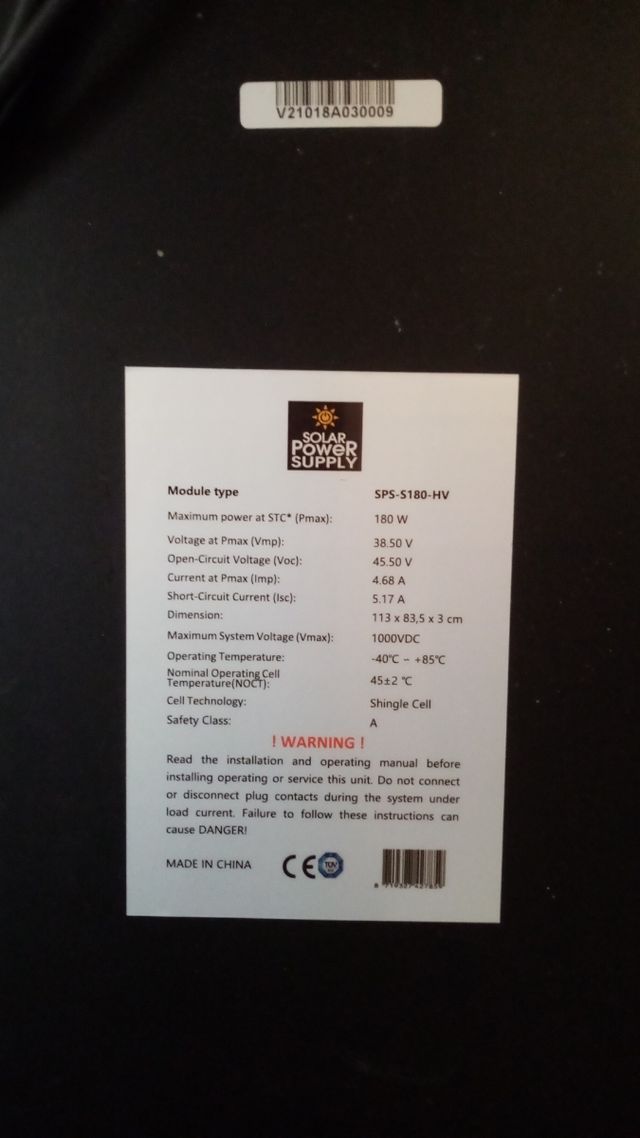 V21018A030009
SOLAR
POWER
SUPPLY
Module type SPS-S180-HV
Maximum power at STC* (Pmax): 180 W
Voltage at Pmax (Vmp): 38.50 V
Open-Circuit Voltage (Voc): 45.50 V
Current at Pmax (Imp): 4.68 A
Short-Circuit Current (Isc): 5.17 A
Dimension: 113 x 83,5 x 3 cm
Maximum System Voltage (Vmax): 1000VDC
Operating Temperature: -40℃ ~ +85℃
Nominal Operating Cell
Temperature(NOCT): 45±2 ℃
Cell Technology: Shingle Cell
Safety Class: A
! WARNING !
Read the installation and operating manual before
installing operating or service this unit. Do not connect
or disconnect plug contacts during the system under
load current. Failure to follow these instructions can
cause DANGER!
MADE IN CHINA CE TÜV